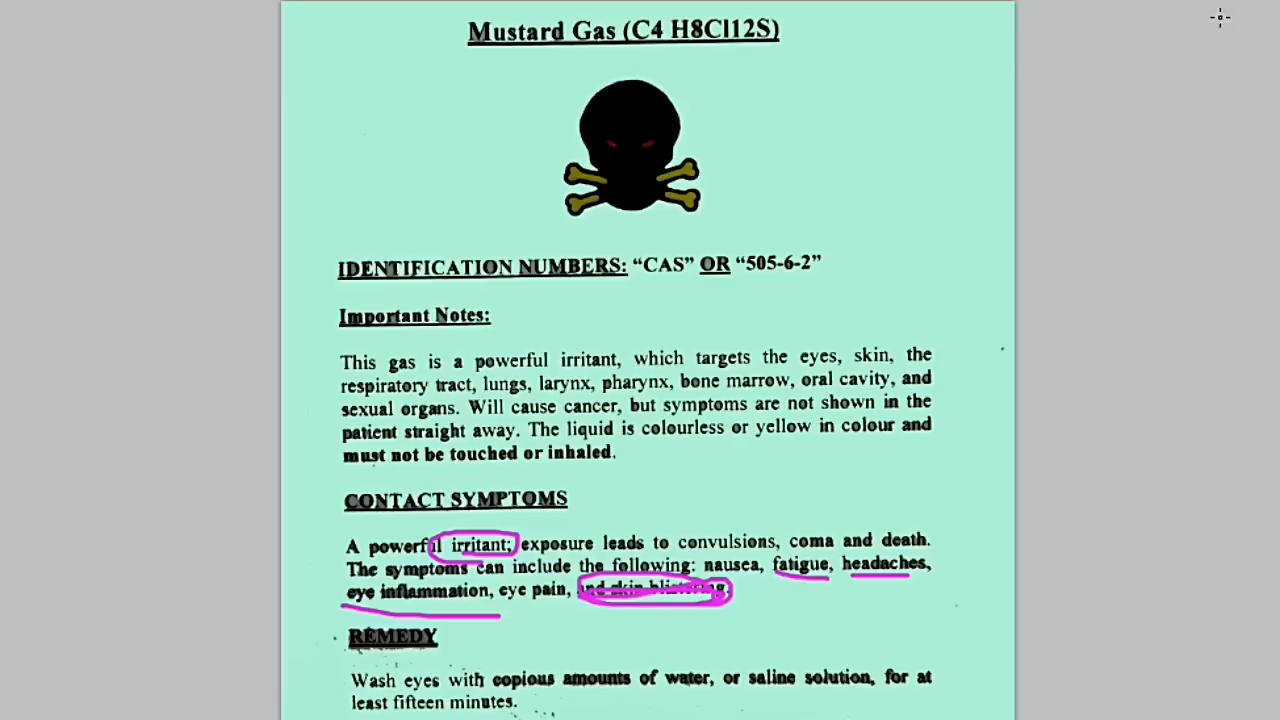 Mustard Gas (C4 H8Cl12S)
IDENTIFICATION NUMBERS: “CAS” OR “505-6-2”
Important Notes:
This gas is a powerful irritant, which targets the eyes, skin, the
respiratory tract, lungs, larynx, pharynx, bone marrow, oral cavity, and
sexual organs. Will cause cancer, but symptoms are not shown in the
patient straight away. The liquid is colourless or yellow in colour and
must not be touched or inhaled.
CONTACT SYMPTOMS
A powerful irritant; exposure leads to convulsions, coma and death.
The symptoms can include the following: nausea, fatigue, headaches,
eye inflammation, eye pain, and skin blistering.
REMEDY
Wash eyes with copious amounts of water, or saline solution, for at
least fifteen minutes.